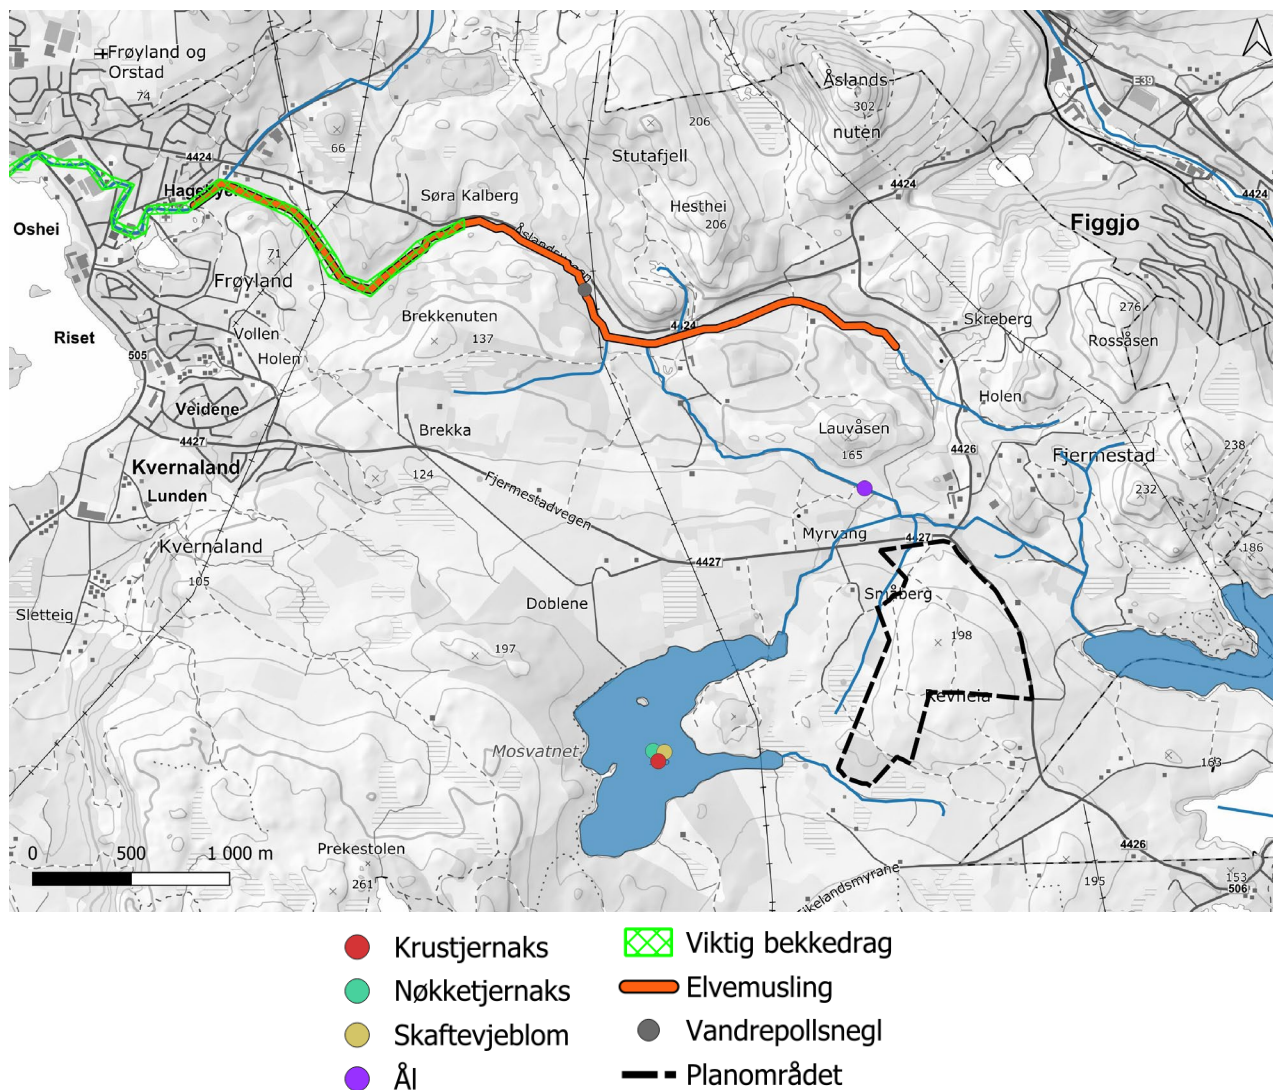 Frøyland og
Orstad
74
4424
66
206
Stutafjell
Åslands
302
nuten
E39
4424
4424
Søra Kalberg
Hesthei
206
Figgjo
Oshei
71
Frøyland
276
Skreberg
Rossåsen
Brekkenuten
137
4424
Riset
505
Vollen
Holen
Veidene
4427
Kvernaland
Lunden
Brekka
124
Fjermestadvegen
Holen
Lauvåsen
165
4426
Fjermestad
238
232
186
Kvernaland
105
Myrvang
4427
4427
Sletteig
Doblene
Småberg
197
198
Kevheia
Mosvatnet
163
0
500
1 000 m
Prekestolen
261
4426
195
153
506
Krustjernaks
Nøkketjernaks
Skaftevjeblom
Ål
Viktig bekkedrag
Elvemusling
Vandrepollsnegl
Planområdet